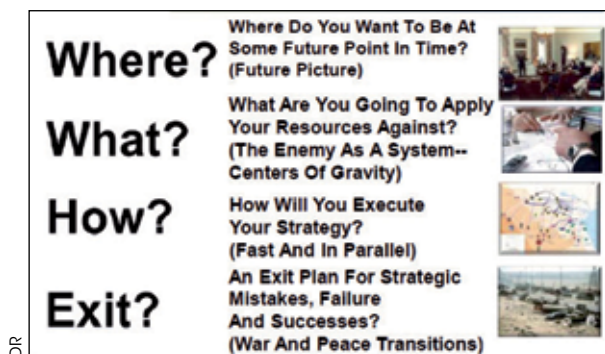 Where?
Where Do You Want To Be At
Some Future Point In Time?
(Future Picture)
What?
What Are You Going To Apply
Your Resources Against?
(The Enemy As A System--
Centers Of Gravity)
How?
How Will You Execute
Your Strategy?
(Fast And In Parallel)
Exit?
An Exit Plan For Strategic
Mistakes, Failure
And Successes?
(War And Peace Transitions)
OR